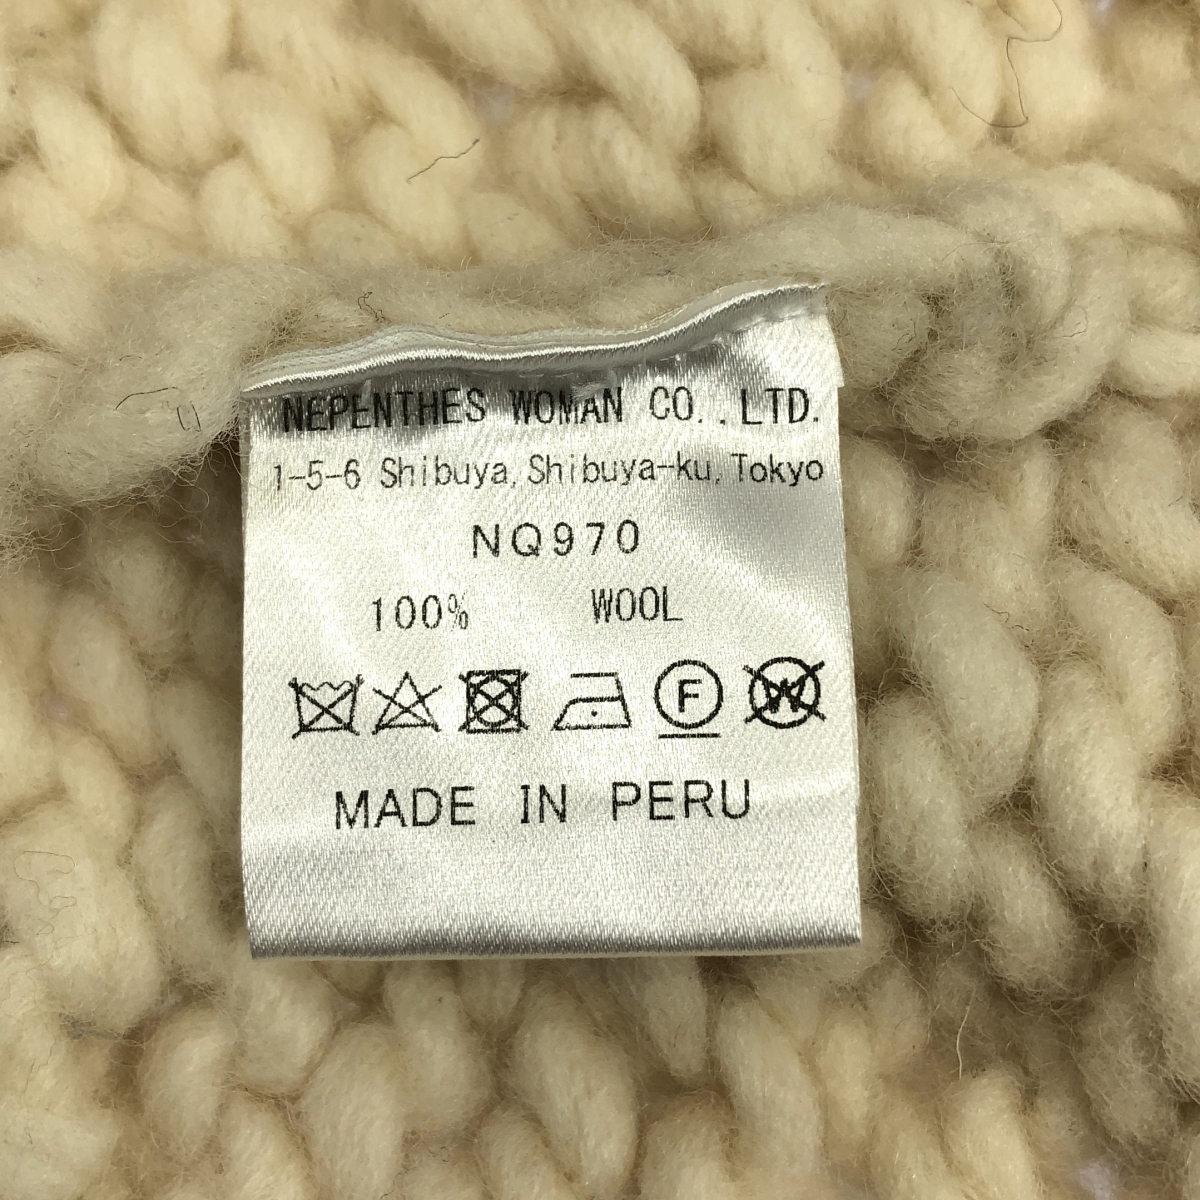 NEPENTHES WOMAN CO.,LTD.
1-5-6 Shibuya, Shibuya-ku, Tokyo
NQ970
100% WOOL
F W
MADE IN PERU